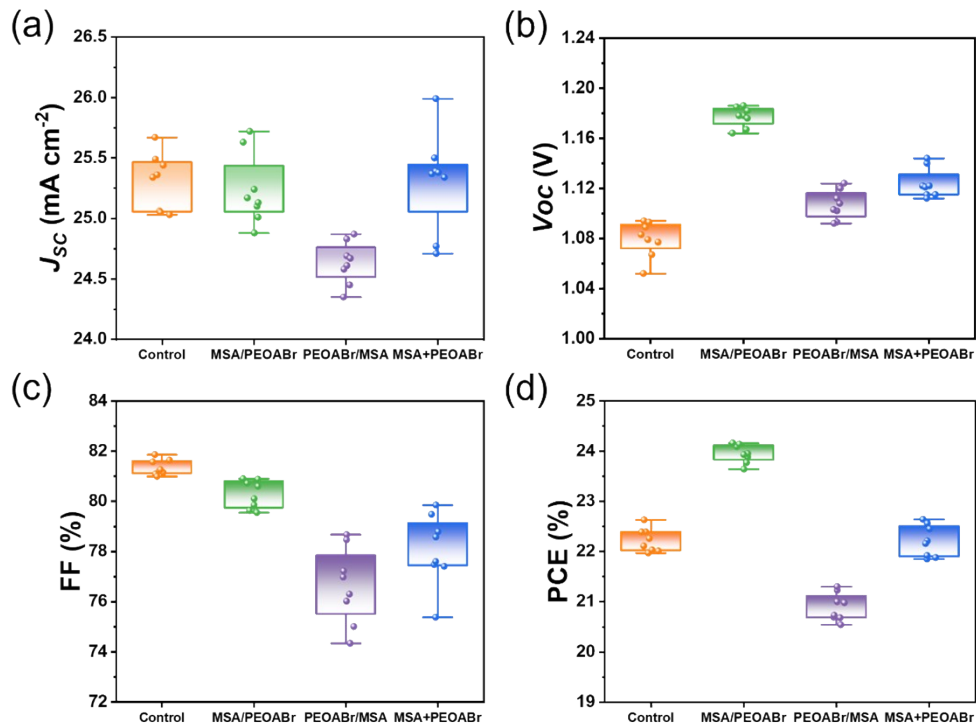 (a)
26.5
26.0
25.5
25.0
24.5
24.0
J_SC (mA cm⁻²)
Control MSA/PEOABr PEOABr/MSA MSA+PEOABr
(b)
1.24
1.20
1.16
1.12
1.08
1.04
1.00
Voc (V)
Control MSA/PEOABr PEOABr/MSA MSA+PEOABr
(c)
84
82
80
78
76
74
72
FF (%)
Control MSA/PEOABr PEOABr/MSA MSA+PEOABr
(d)
25
24
23
22
21
20
19
PCE (%)
Control MSA/PEOABr PEOABr/MSA MSA+PEOABr